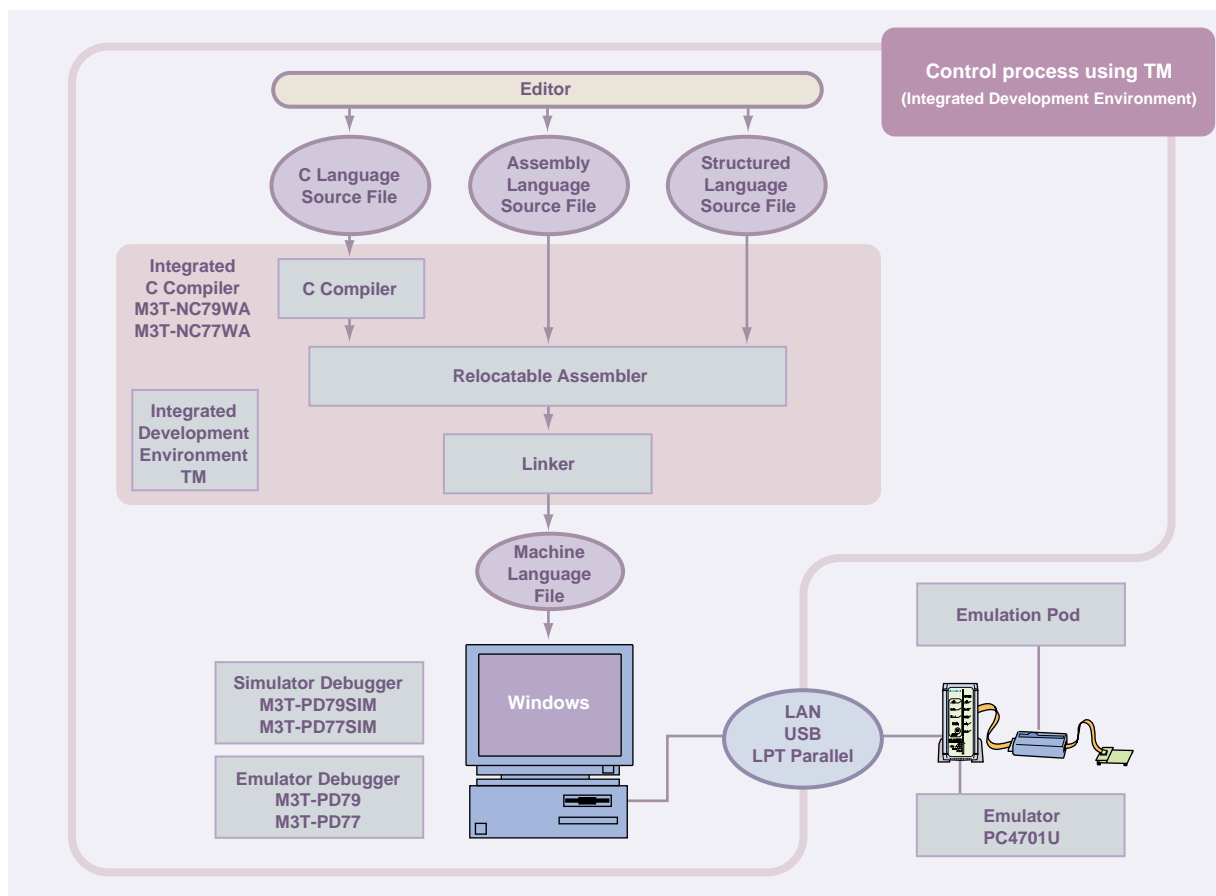 Control process using TM
(Integrated Development Environment)
Editor
C Language
Source File
Assembly
Language
Source File
Structured
Language
Source File
Integrated
C Compiler
M3T-NC79WA
M3T-NC77WA
C Compiler
Relocatable Assembler
Integrated
Development
Environment
TM
Linker
Machine
Language
File
Emulation Pod
Simulator Debugger
M3T-PD79SIM
M3T-PD77SIM
Windows
LAN
USB
LPT Parallel
Emulator Debugger
M3T-PD79
M3T-PD77
Emulator
PC4701U